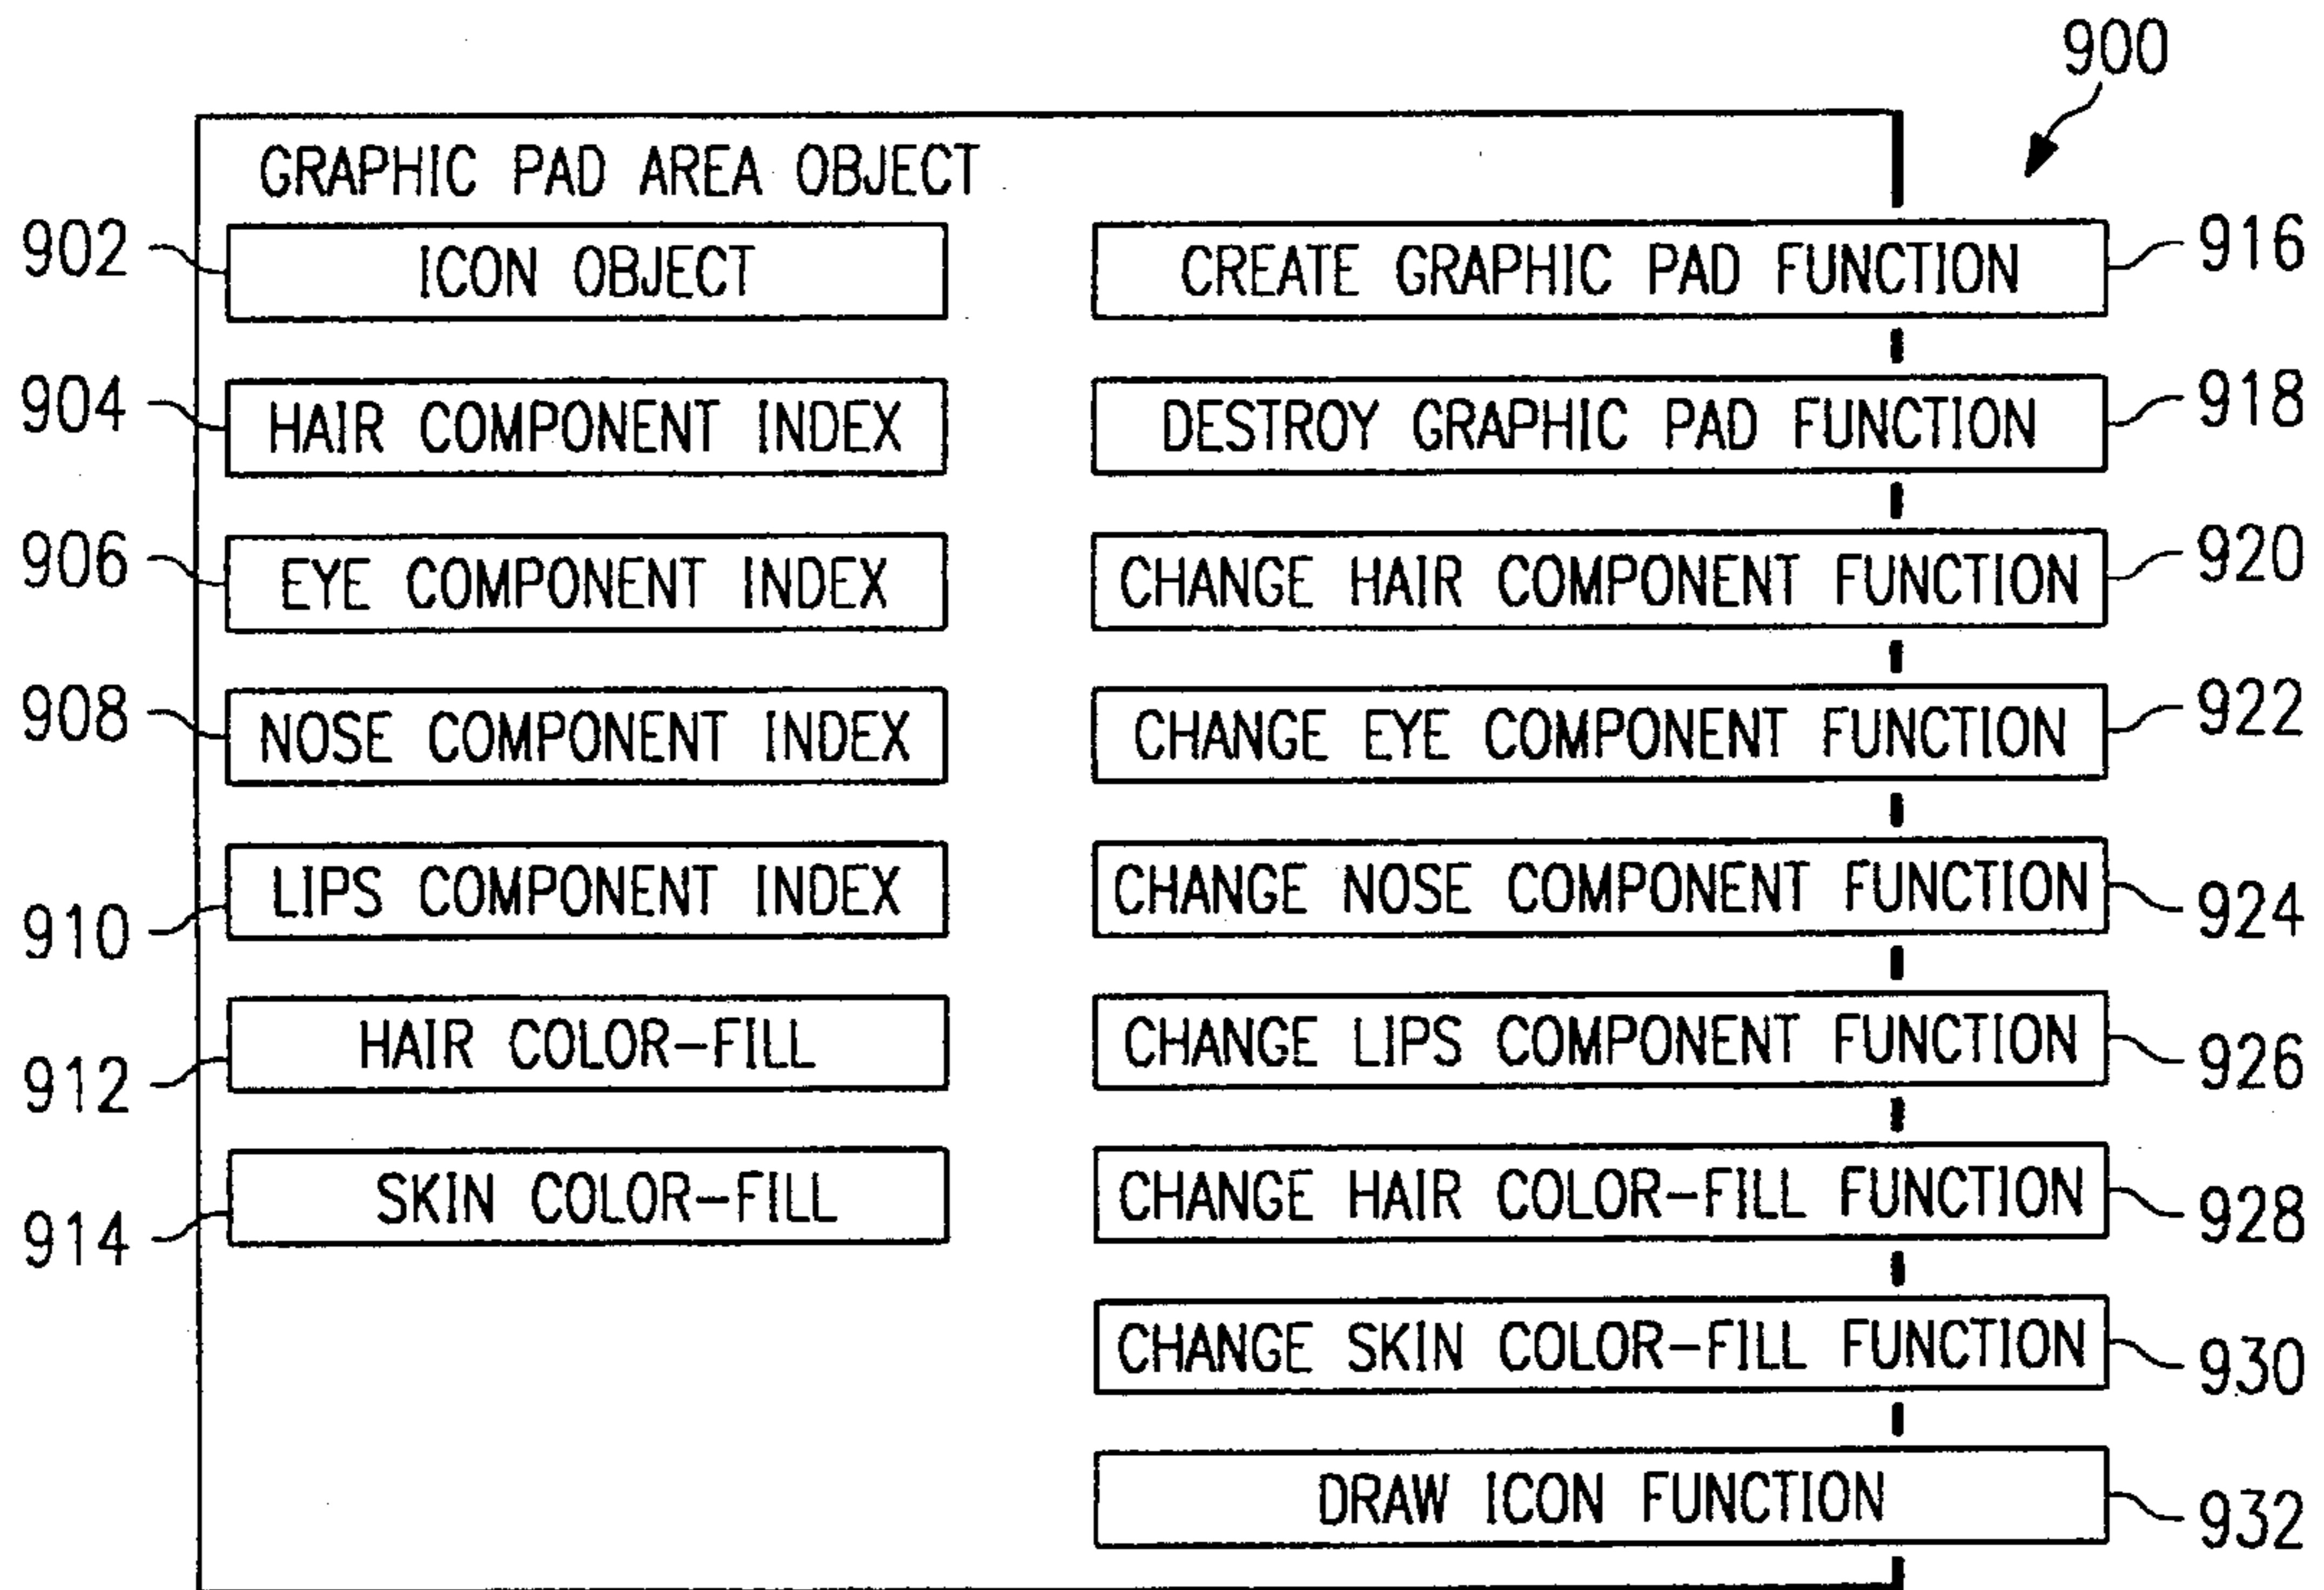 900
GRAPHIC PAD AREA OBJECT
902 ICON OBJECT CREATE GRAPHIC PAD FUNCTION 916
904 HAIR COMPONENT INDEX DESTROY GRAPHIC PAD FUNCTION 918
906 EYE COMPONENT INDEX CHANGE HAIR COMPONENT FUNCTION 920
908 NOSE COMPONENT INDEX CHANGE EYE COMPONENT FUNCTION 922
910 LIPS COMPONENT INDEX CHANGE NOSE COMPONENT FUNCTION 924
912 HAIR COLOR-FILL CHANGE LIPS COMPONENT FUNCTION 926
914 SKIN COLOR-FILL CHANGE HAIR COLOR-FILL FUNCTION 928
CHANGE SKIN COLOR-FILL FUNCTION 930
DRAW ICON FUNCTION 932